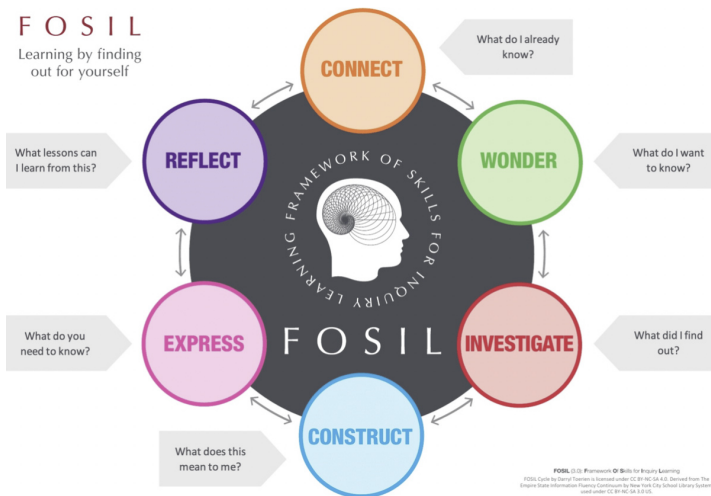 FOSIL
Learning by finding
out for yourself
CONNECT
What do I already
know?
REFLECT
What lessons can
I learn from this?
WONDER
What do I want
to know?
FRAMEWORK OF SKILLS FOR INQUIRY LEARNING
EXPRESS
What do you
need to know?
FOSIL
INVESTIGATE
What did I find
out?
CONSTRUCT
What does this
mean to me?
FOSIL (3.0): Framework Of Skills for Inquiry Learning
FOSIL Cycle by Darryl Toerien is licensed under CC BY-NC-SA 4.0. Derived from The
Empire State Information Fluency Continuum by New York City School Library System
used under CC BY-NC-SA 3.0 US.